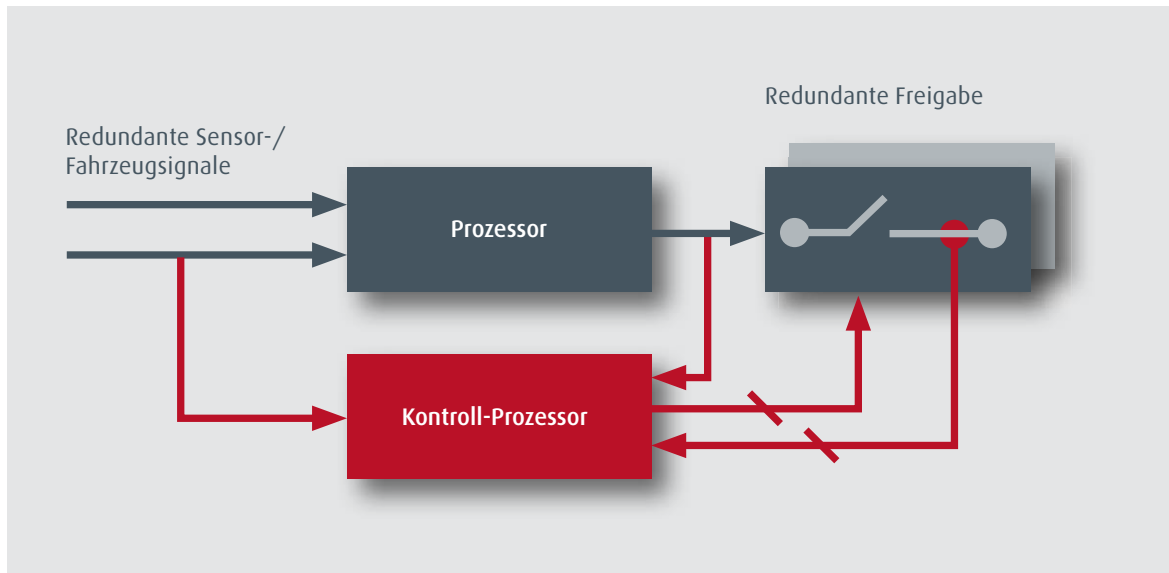 Redundante Freigabe
Redundante Sensor-/
Fahrzeugsignale
Prozessor
Kontroll-Prozessor